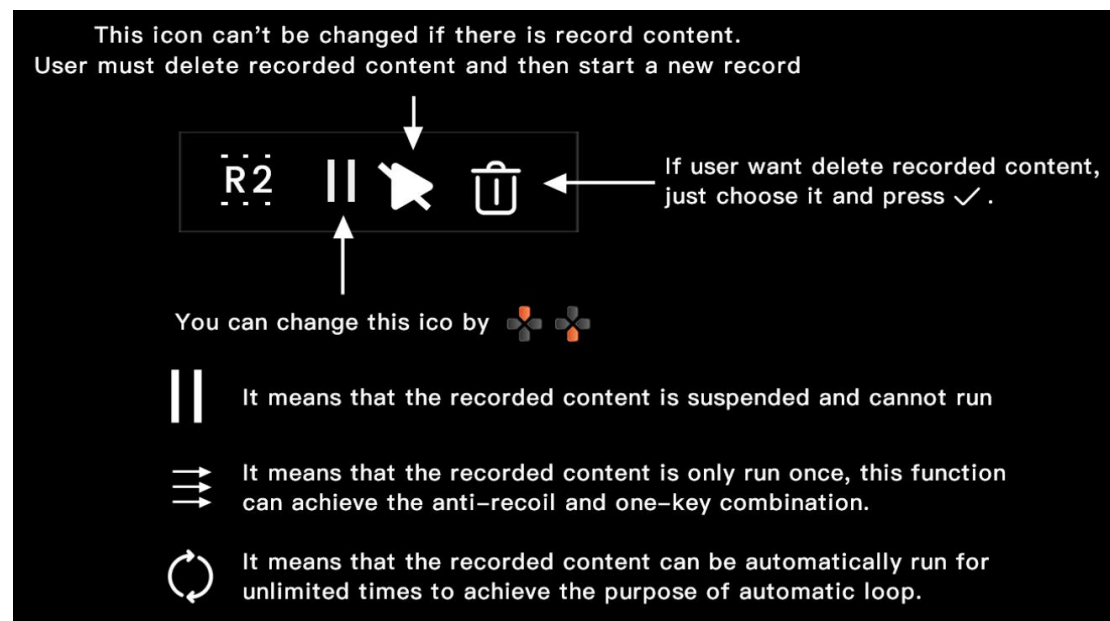 This icon can't be changed if there is record content.
User must delete recorded content and then start a new record
R2
If user want delete recorded content,
just choose it and press ✓ .
You can change this ico by
It means that the recorded content is suspended and cannot run
It means that the recorded content is only run once, this function
can achieve the anti-recoil and one-key combination.
It means that the recorded content can be automatically run for
unlimited times to achieve the purpose of automatic loop.